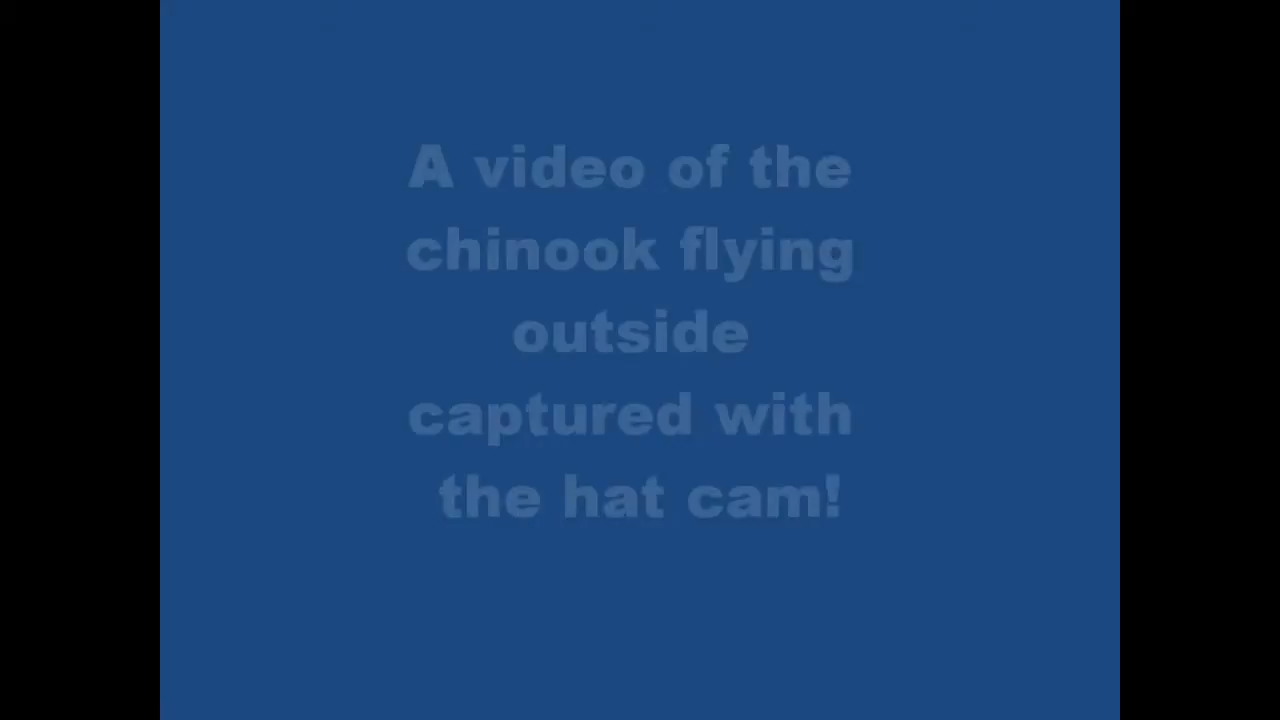 A video of the
chinook flying
outside
captured with
the hat cam!